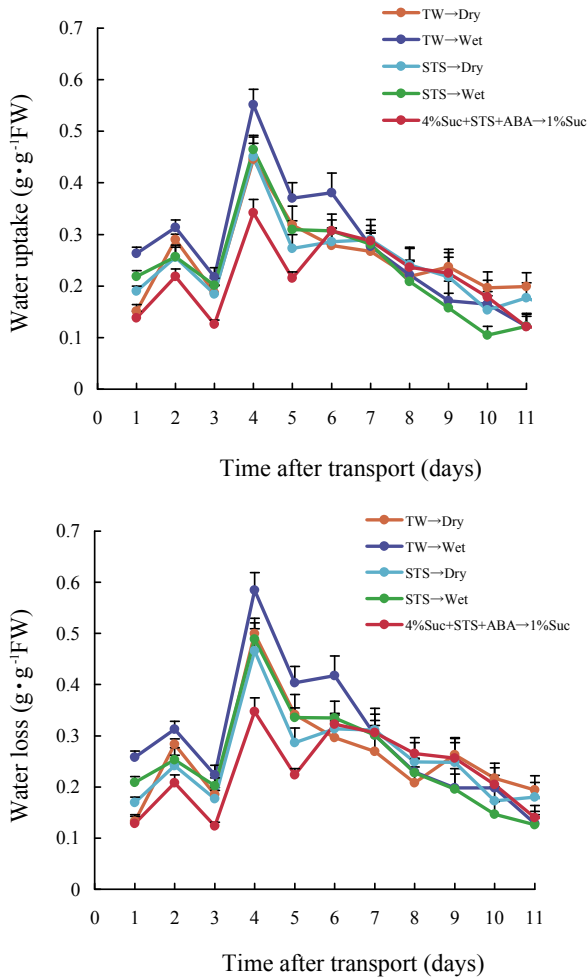 TW→Dry
TW→Wet
STS→Dry
STS→Wet
4%Suc+STS+ABA→1%Suc
Water uptake (g•g⁻¹FW)
0.7
0.6
0.5
0.4
0.3
0.2
0.1
0
0 1 2 3 4 5 6 7 8 9 10 11
Time after transport (days)
TW→Dry
TW→Wet
STS→Dry
STS→Wet
4%Suc+STS+ABA→1%Suc
Water loss (g•g⁻¹FW)
0.7
0.6
0.5
0.4
0.3
0.2
0.1
0
0 1 2 3 4 5 6 7 8 9 10 11
Time after transport (days)